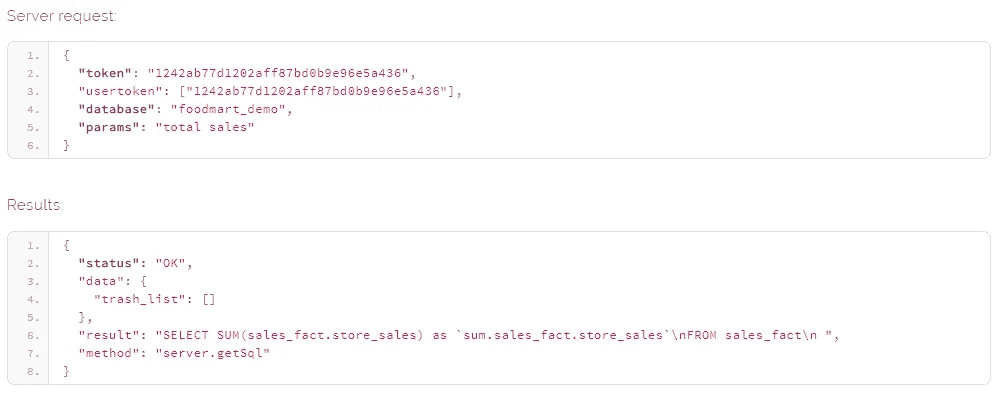 Server request:
1. {
2. "token": "1242ab77d1202aff87bd0b9e96e5a436",
3. "usertoken": ["1242ab77d1202aff87bd0b9e96e5a436"],
4. "database": "foodmart_demo",
5. "params": "total sales"
6. }
Results:
1. {
2. "status": "OK",
3. "data": {
4. "trash_list": []
5. },
6. "result": "SELECT SUM(sales_fact.store_sales) as `sum.sales_fact.store_sales`\nFROM sales_fact\n ",
7. "method": "server.getSql"
8. }